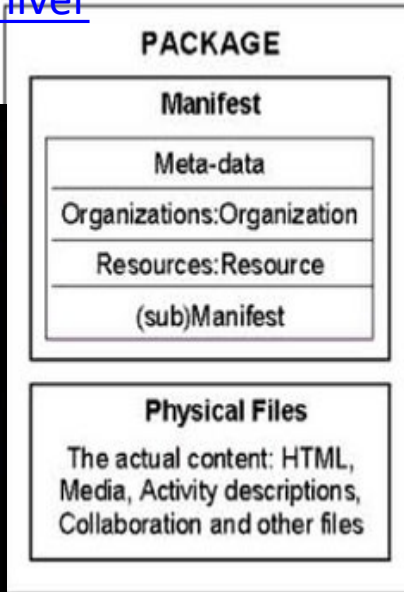 PACKAGE
Manifest
Meta-data
Organizations:Organization
Resources:Resource
(sub)Manifest
Physical Files
The actual content: HTML,
Media, Activity descriptions,
Collaboration and other files